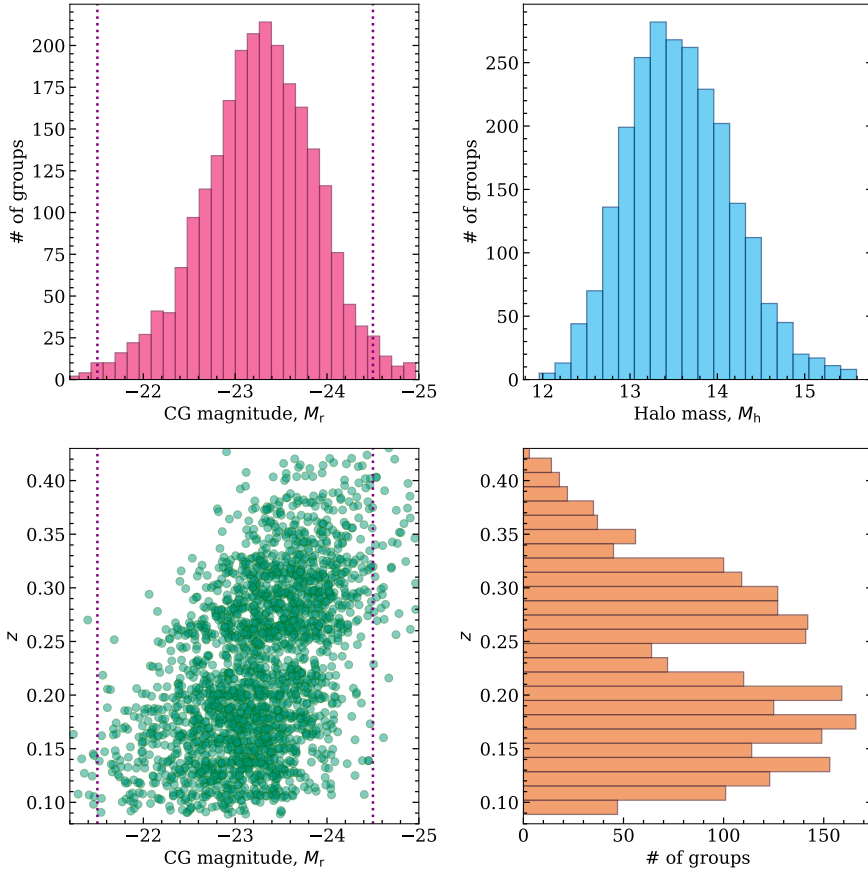 200
175
150
125
100
75
50
25
0
# of groups
−22 −23 −24 −25
CG magnitude, Mr
250
200
150
100
50
0
# of groups
12 13 14 15
Halo mass, Mh
0.40
0.35
0.30
0.25
0.20
0.15
0.10
z
−22 −23 −24 −25
CG magnitude, Mr
0.40
0.35
0.30
0.25
0.20
0.15
0.10
z
0 50 100 150
# of groups